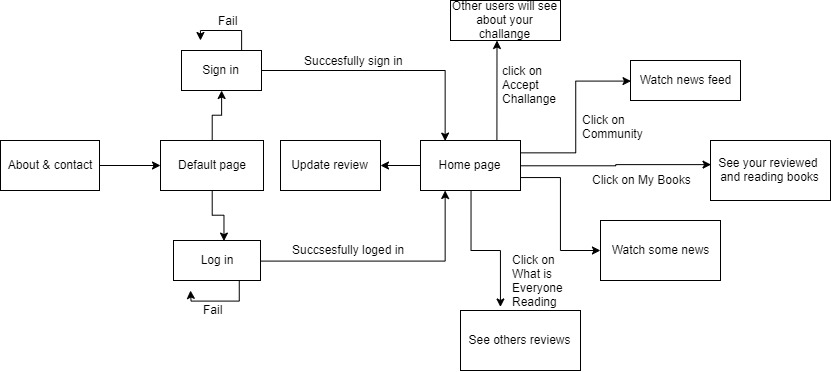 Other users will see
about your
challange
Fail
Sign in
Succesfully sign in
click on
Accept
Challange
Watch news feed
Click on
Community
About & contact
Default page
Update review
Home page
Click on My Books
See your reviewed
and reading books
Log in
Succsesfully loged in
Fail
Click on
What is
Everyone
Reading
Watch some news
See others reviews